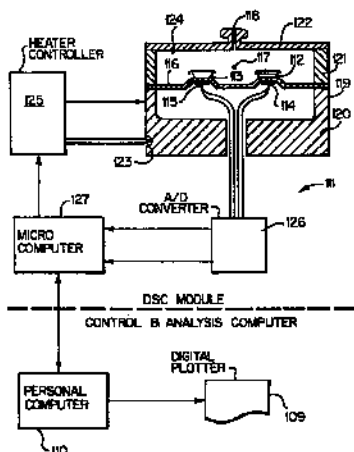 124
118
122
HEATER CONTROLLER
116
117
112
113
121
119
125
115
114
120
123
A/D CONVERTER
111
127
126
MICRO COMPUTER
DSC MODULE
CONTROL & ANALYSIS COMPUTER
DIGITAL PLOTTER
PERSONAL COMPUTER
109
110